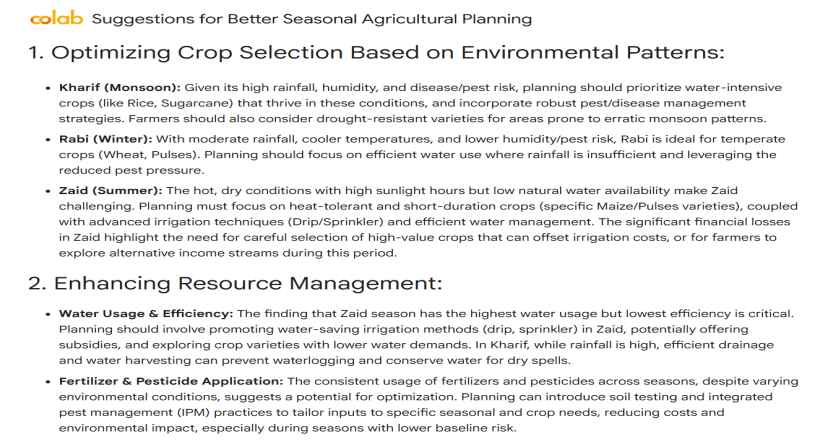 colab Suggestions for Better Seasonal Agricultural Planning
1. Optimizing Crop Selection Based on Environmental Patterns:
• Kharif (Monsoon): Given its high rainfall, humidity, and disease/pest risk, planning should prioritize water-intensive
crops (like Rice, Sugarcane) that thrive in these conditions, and incorporate robust pest/disease management
strategies. Farmers should also consider drought-resistant varieties for areas prone to erratic monsoon patterns.
• Rabi (Winter): With moderate rainfall, cooler temperatures, and lower humidity/pest risk, Rabi is ideal for temperate
crops (Wheat, Pulses). Planning should focus on efficient water use where rainfall is insufficient and leveraging the
reduced pest pressure.
• Zaid (Summer): The hot, dry conditions with high sunlight hours but low natural water availability make Zaid
challenging. Planning must focus on heat-tolerant and short-duration crops (specific Maize/Pulses varieties), coupled
with advanced irrigation techniques (Drip/Sprinkler) and efficient water management. The significant financial losses
in Zaid highlight the need for careful selection of high-value crops that can offset irrigation costs, or for farmers to
explore alternative income streams during this period.
2. Enhancing Resource Management:
• Water Usage & Efficiency: The finding that Zaid season has the highest water usage but lowest efficiency is critical.
Planning should involve promoting water-saving irrigation methods (drip, sprinkler) in Zaid, potentially offering
subsidies, and exploring crop varieties with lower water demands. In Kharif, while rainfall is high, efficient drainage
and water harvesting can prevent waterlogging and conserve water for dry spells.
• Fertilizer & Pesticide Application: The consistent usage of fertilizers and pesticides across seasons, despite varying
environmental conditions, suggests a potential for optimization. Planning can introduce soil testing and integrated
pest management (IPM) practices to tailor inputs to specific seasonal and crop needs, reducing costs and
environmental impact, especially during seasons with lower baseline risk.